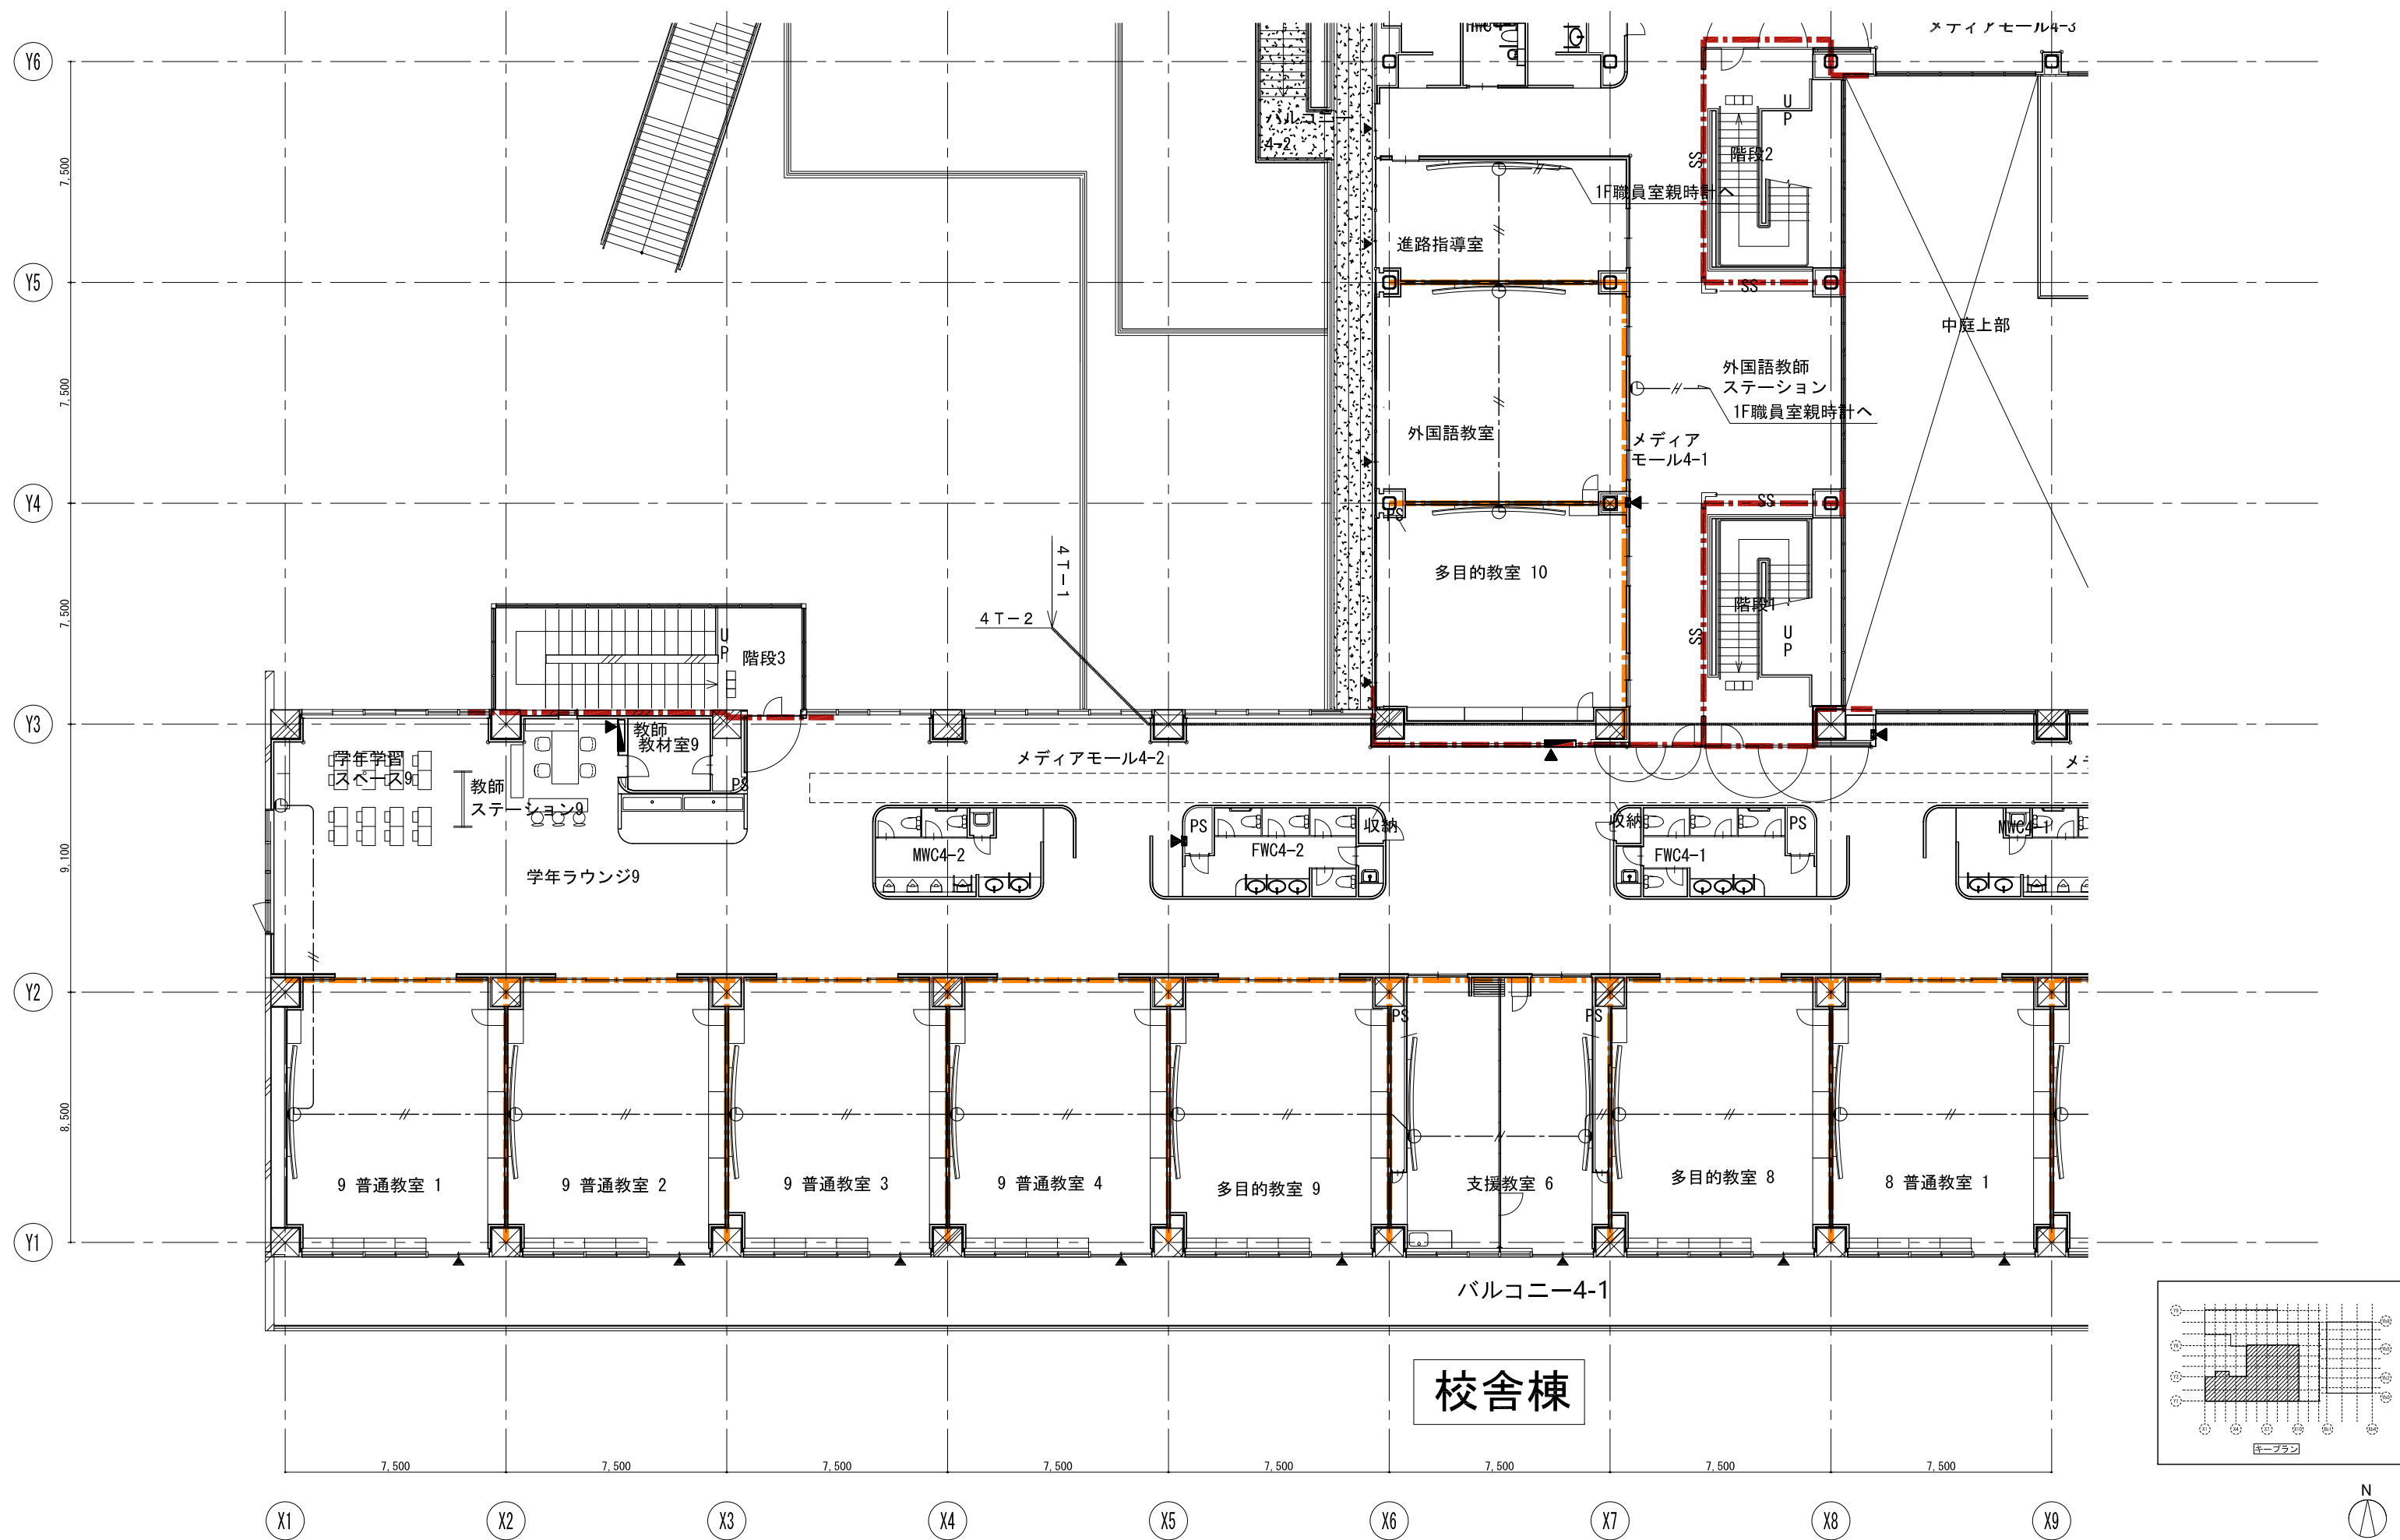 メディアモール4-3
Y6
バルコニー
4-2
UP
階段2
SS
1F職員室親時計へ
7,500
進路指導室
Y5
SS
中庭上部
外国語教師
ステーション
1F職員室親時計へ
7,500
外国語教室
メディア
モール4-1
Y4
SS
PS
4T-1
多目的教室 10
階段1
4T-2
7,500
UP
階段3
SS
UP
Y3
教師
教材室9
メディアモール4-2
学年学習
スペース9
教師
ステーション9
PS
PS
収納
収納
PS
MWC4-1
MWC4-2
FWC4-2
FWC4-1
9,100
学年ラウンジ9
Y2
PS
PS
8,500
9 普通教室 1
9 普通教室 2
9 普通教室 3
9 普通教室 4
多目的教室 9
支援教室 6
多目的教室 8
8 普通教室 1
Y1
バルコニー4-1
校舎棟
キープラン
7,500
7,500
7,500
7,500
7,500
7,500
7,500
7,500
N
X1
X2
X3
X4
X5
X6
X7
X8
X9